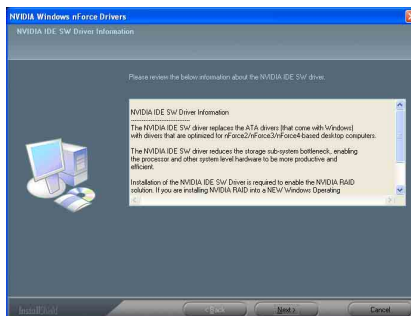 NVIDIA Windows nForce Drivers
NVIDIA IDE SW Driver Information
Please review the below information about the NVIDIA IDE SW driver.
NVIDIA IDE SW Driver Information
The NVIDIA IDE SW driver replaces the ATA drivers (that come with Windows)
with drivers that are optimized for nForce2/nForce3/nForce4-based desktop computers.
The NVIDIA IDE SW driver reduces the storage sub-system bottleneck, enabling
the processor and other system level hardware to be more productive and
efficient.
Installation of the NVIDIA IDE SW Driver is required to enable the NVIDIA RAID
solution. If you are installing NVIDIA RAID into a NEW Windows Operating
InstallShield
< Back
Next >
Cancel